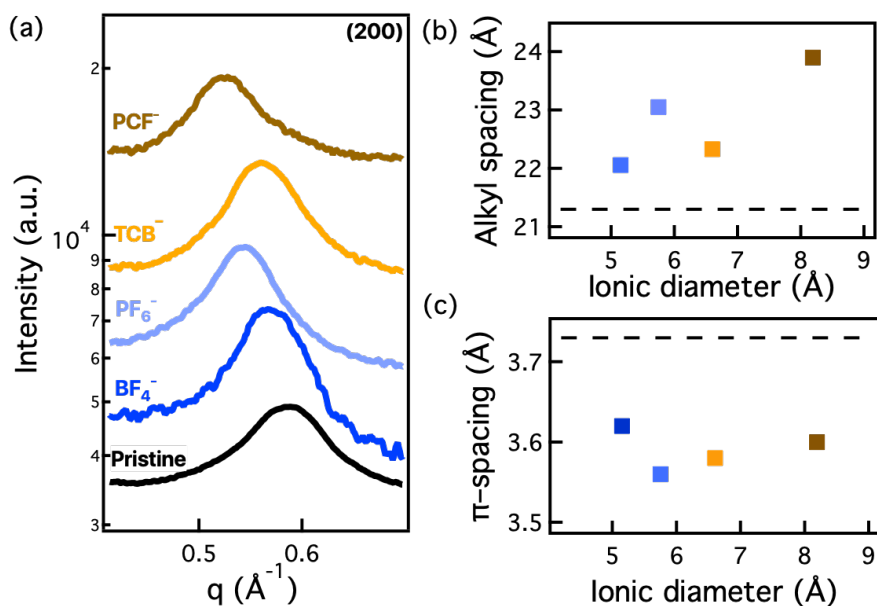 (a)
(200)
PCF⁻
TCB⁻
PF₆⁻
BF₄⁻
Pristine
Intensity (a.u.)
2
10⁴
9
8
7
6
5
4
3
0.5 0.6
q (Å⁻¹)
(b)
Alkyl spacing (Å)
24
23
22
21
5 6 7 8 9
Ionic diameter (Å)
(c)
π-spacing (Å)
3.7
3.6
3.5
5 6 7 8 9
Ionic diameter (Å)